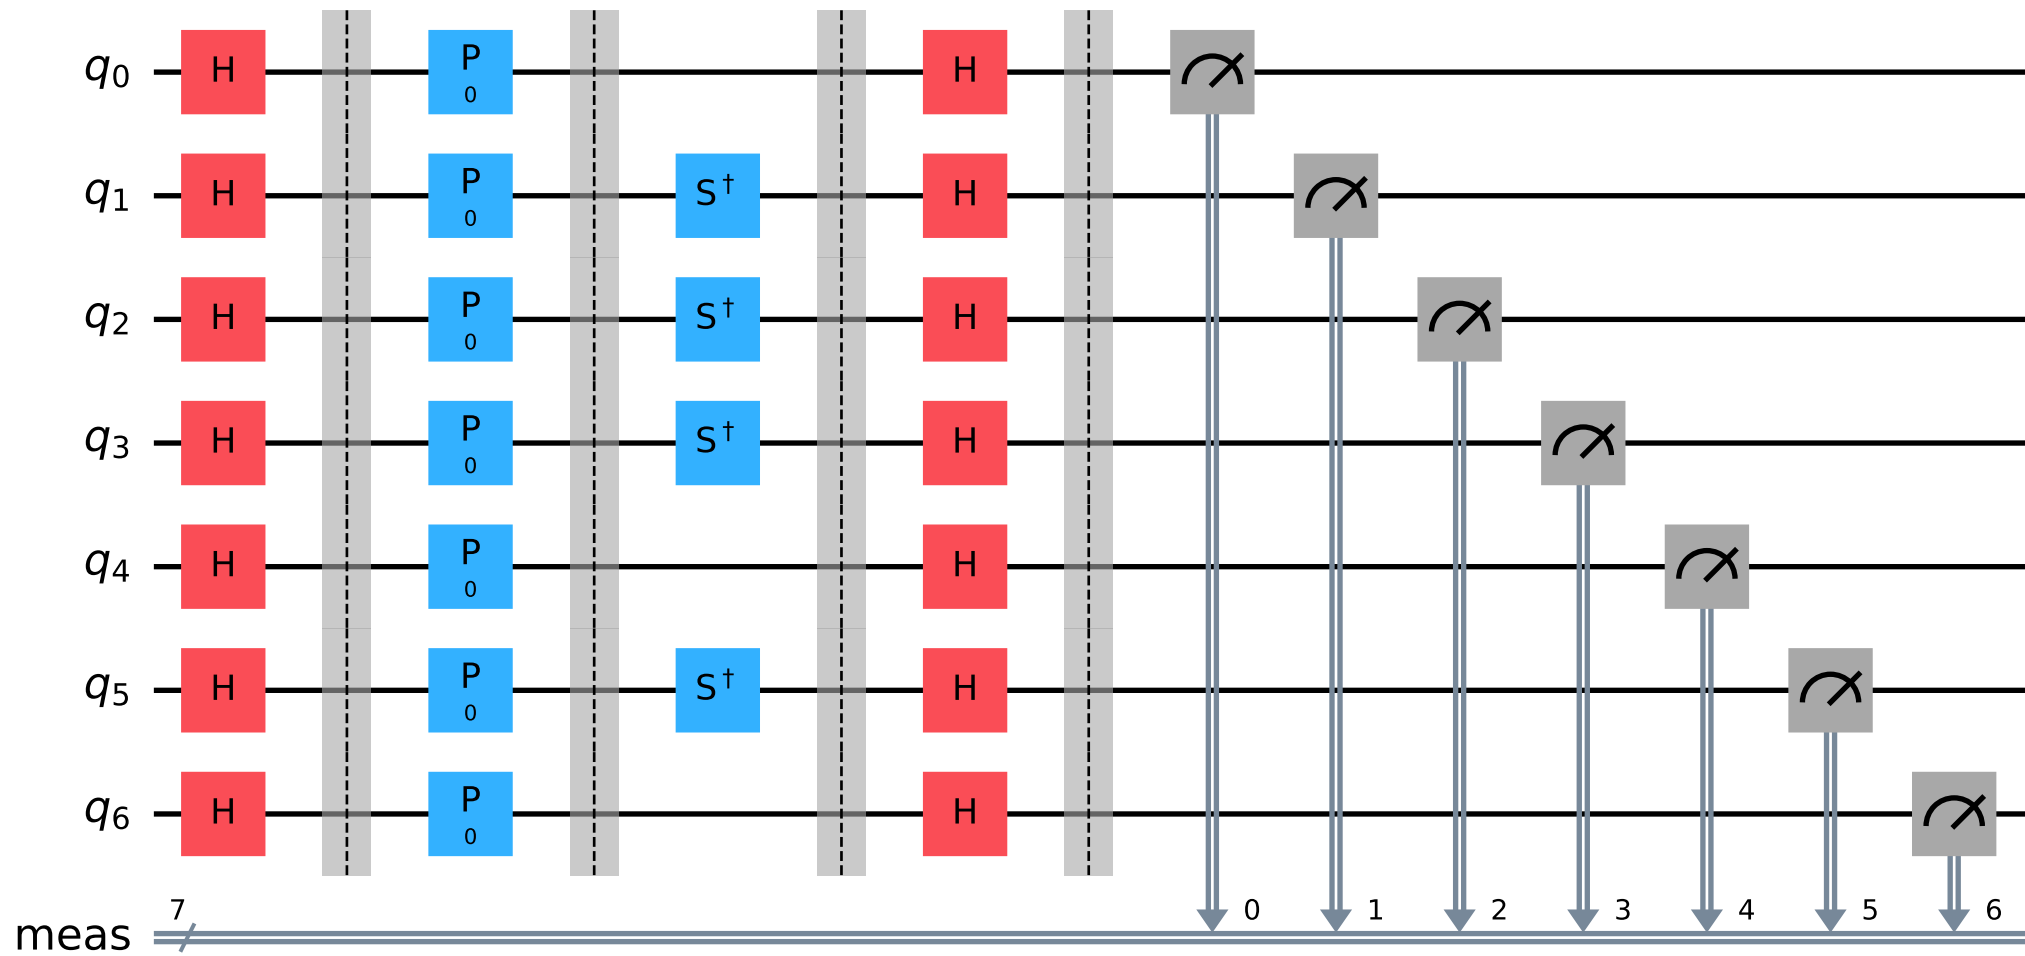 q0 H P 0 H
q1 H P 0 S† H
q2 H P 0 S† H
q3 H P 0 S† H
q4 H P 0 H
q5 H P 0 S† H
q6 H P 0 H
7 0 1 2 3 4 5 6
meas